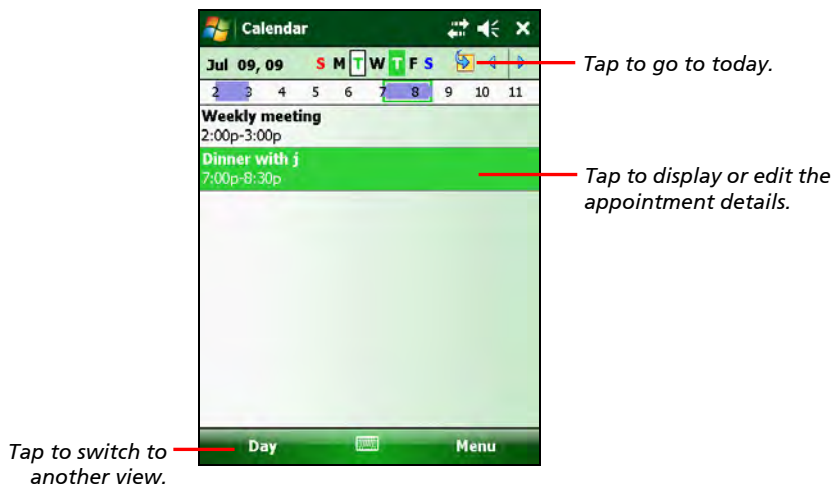 Calendar
Jul 09, 09 S M T W T F S
2 3 4 5 6 7 8 9 10 11
Weekly meeting
2:00p-3:00p
Dinner with j
7:00p-8:30p
Day Menu
Tap to go to today.
Tap to display or edit the
appointment details.
Tap to switch to
another view.